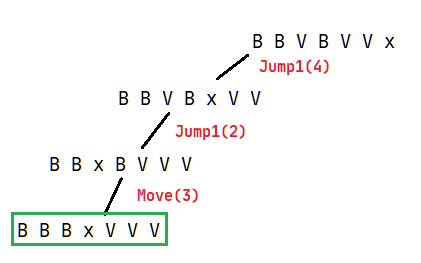 B B V B V V x
Jump1(4)
B B V B x V V
Jump1(2)
B B x B V V V
Move(3)
B B B x V V V